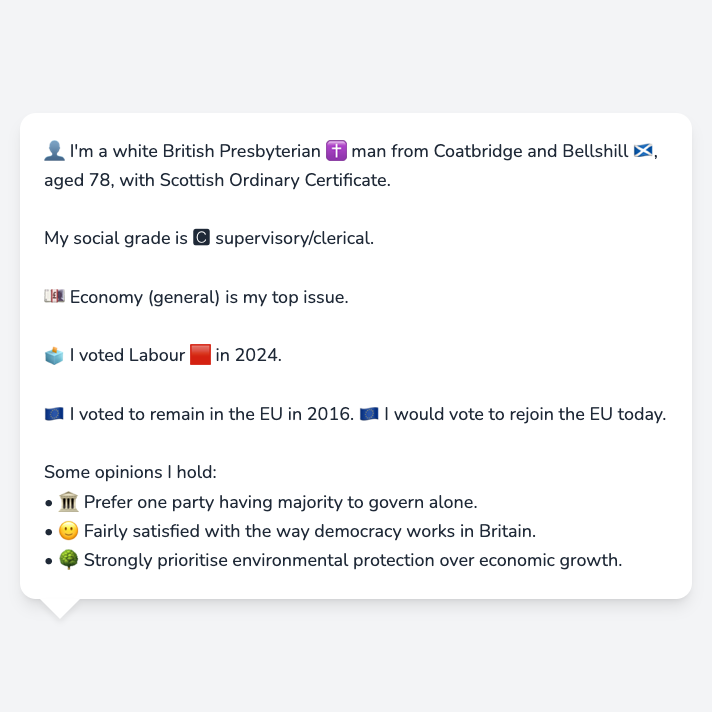 👤 I'm a white British Presbyterian ✝️ man from Coatbridge and Bellshill 🏴󠁧󠁢󠁳󠁣󠁴󠁿,
aged 78, with Scottish Ordinary Certificate.
My social grade is 🅲 supervisory/clerical.
💷 Economy (general) is my top issue.
🗳️ I voted Labour 🟥 in 2024.
🇪🇺 I voted to remain in the EU in 2016. 🇪🇺 I would vote to rejoin the EU today.
Some opinions I hold:
• 🏛️ Prefer one party having majority to govern alone.
• 🙂 Fairly satisfied with the way democracy works in Britain.
• 🌳 Strongly prioritise environmental protection over economic growth.